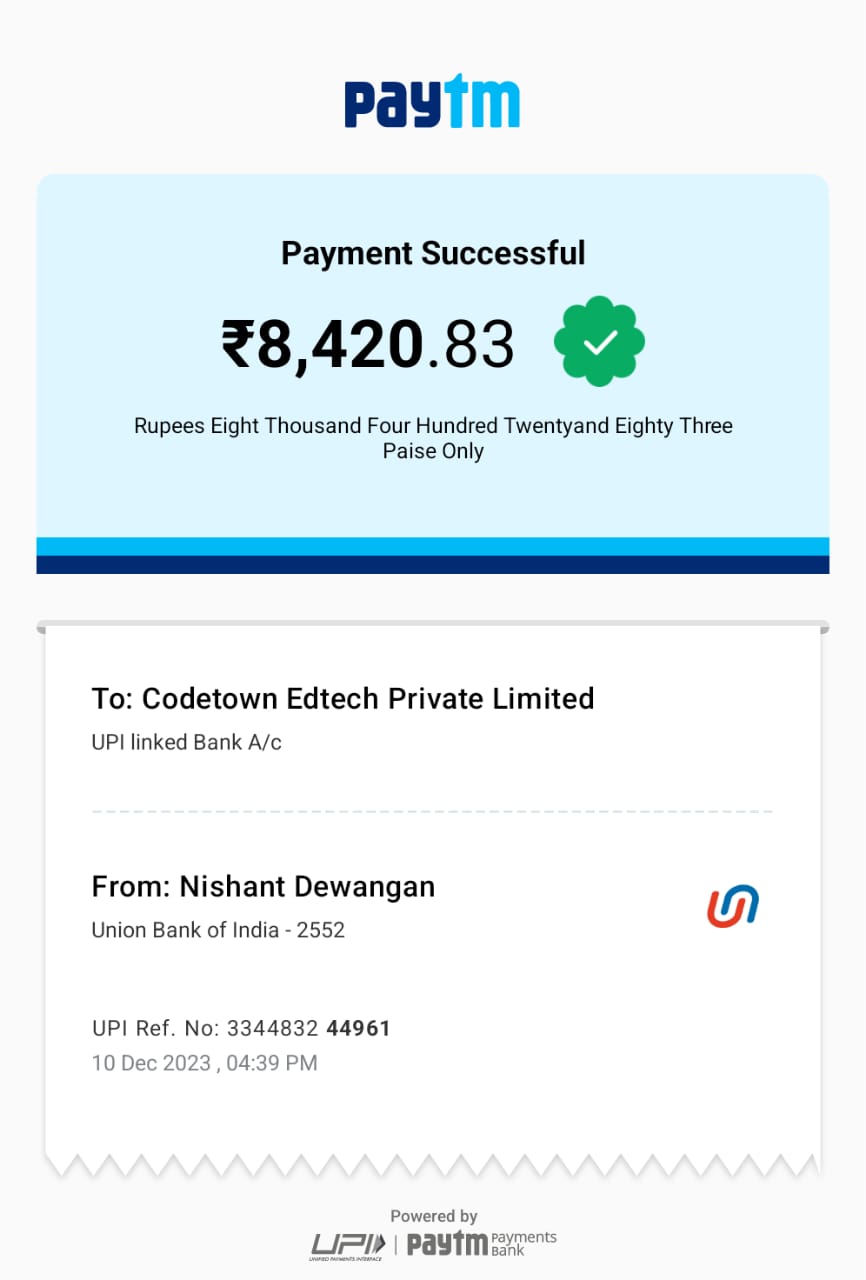 paytm
Payment Successful
₹8,420.83
Rupees Eight Thousand Four Hundred Twentyand Eighty Three
Paise Only
To: Codetown Edtech Private Limited
UPI linked Bank A/c
From: Nishant Dewangan
Union Bank of India - 2552
UPI Ref. No: 3344832 44961
10 Dec 2023 , 04:39 PM
Powered by
UPI
UNIFIED PAYMENTS INTERFACE
paytm Payments
Bank